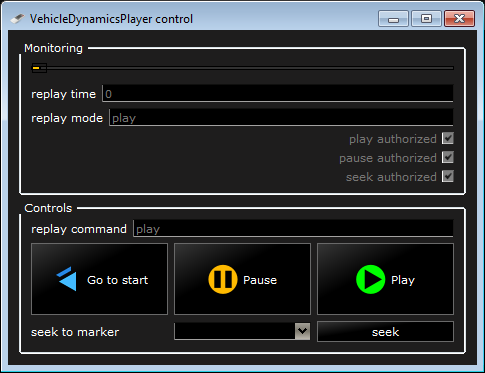 VehicleDynamicsPlayer control
Monitoring
replay time 0
replay mode play
play authorized
pause authorized
seek authorized
Controls
replay command play
Go to start Pause Play
seek to marker seek